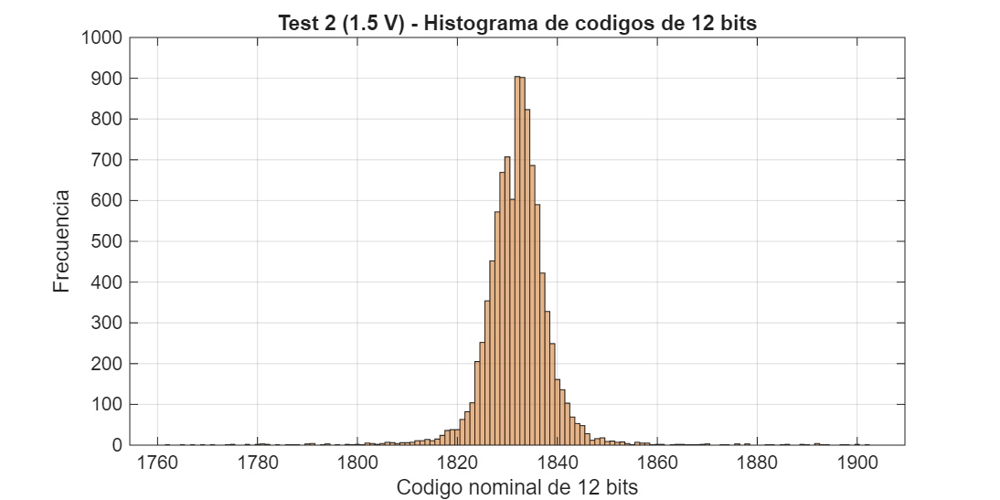 Test 2 (1.5 V) - Histograma de codigos de 12 bits
1000
900
800
700
600
500
400
300
200
100
0
Frecuencia
1760 1780 1800 1820 1840 1860 1880 1900
Codigo nominal de 12 bits